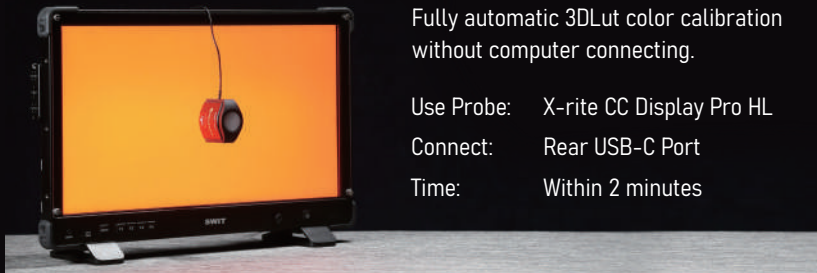 Fully automatic 3DLut color calibration
without computer connecting.
Use Probe: X-rite CC Display Pro HL
Connect: Rear USB-C Port
Time: Within 2 minutes
SWIT